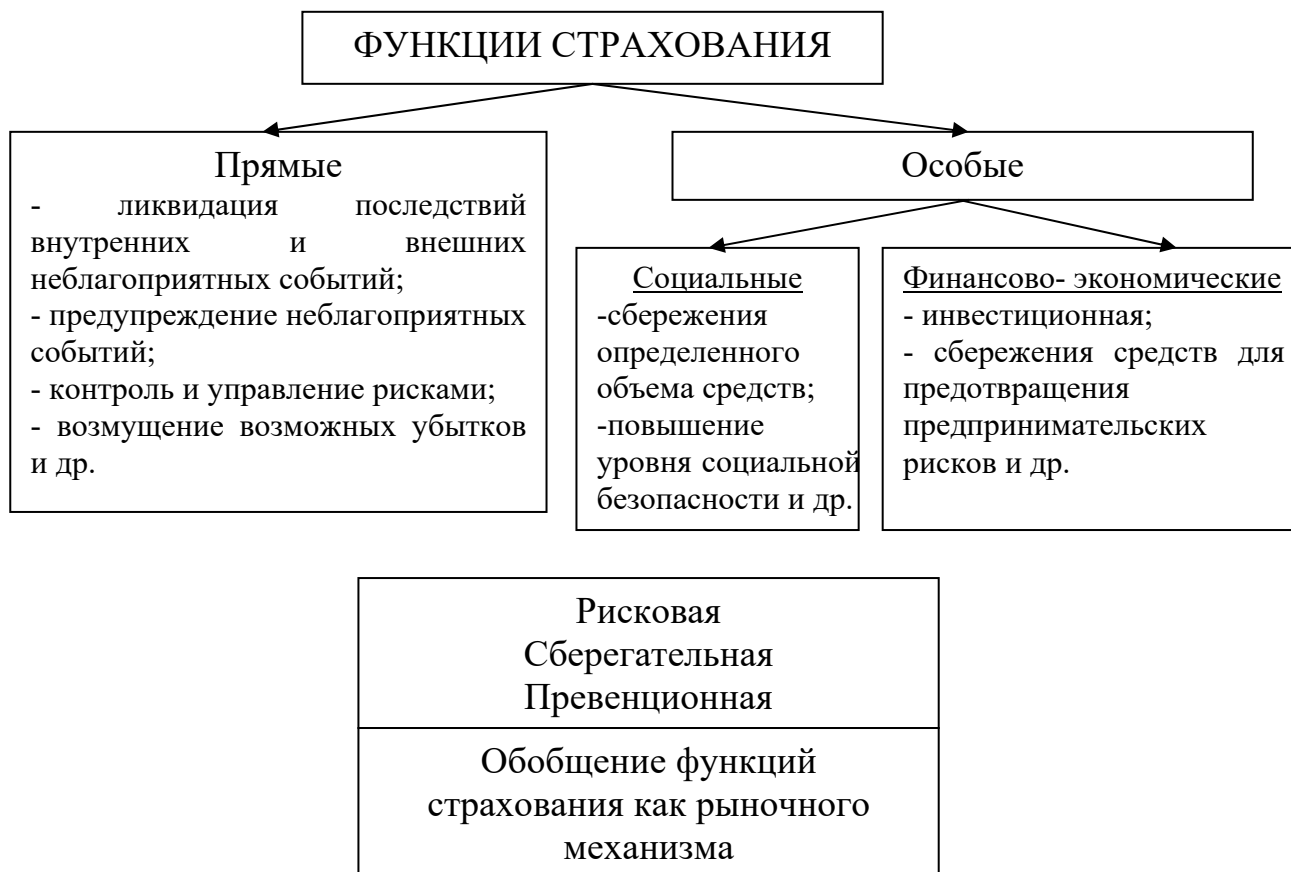 ФУНКЦИИ СТРАХОВАНИЯ
Прямые
- ликвидация последствий
внутренних и внешних
неблагоприятных событий;
- предупреждение неблагоприятных
событий;
- контроль и управление рисками;
- возмущение возможных убытков
и др.
Особые
Социальные
-сбережения
определенного
объема средств;
-повышение
уровня социальной
безопасности и др.
Финансово- экономические
- инвестиционная;
- сбережения средств для
предотвращения
предпринимательских
рисков и др.
Рисковая
Сберегательная
Превенционная
Обобщение функций
страхования как рыночного
механизма